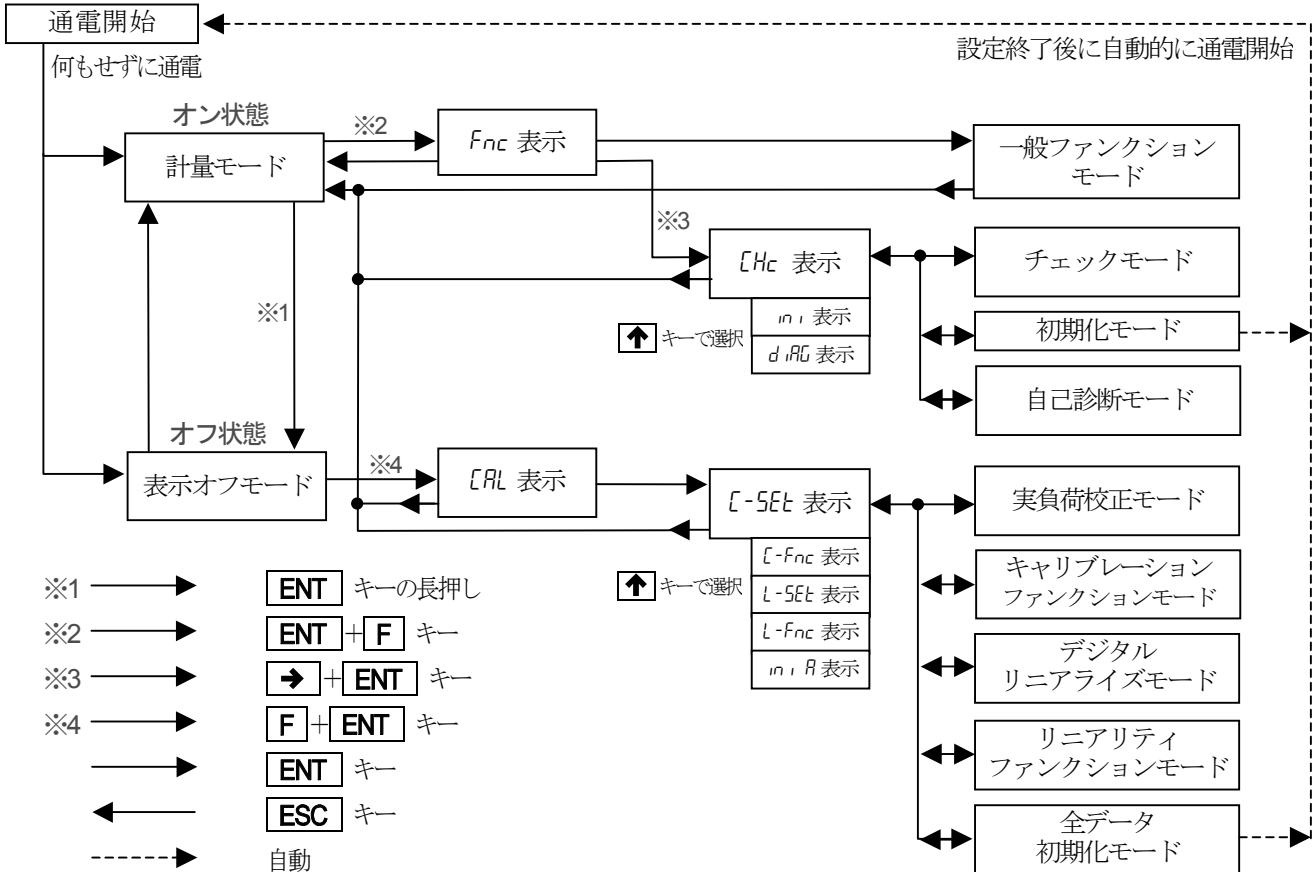 通電開始
設定終了後に自動的に通電開始
何もせずに通電
オン状態
計量モード
※2
Fnc 表示
一般ファンクション
モード
※3
CHc 表示
ini 表示
diAG 表示
↑ キーで選択
チェックモード
初期化モード
自己診断モード
※1
オフ状態
表示オフモード
※4
CAL 表示
C-SEt 表示
C-Fnc 表示
L-SEt 表示
L-Fnc 表示
ini A 表示
↑ キーで選択
実負荷校正モード
キャリブレーション
ファンクションモード
デジタル
リニアライズモード
リニアリティ
ファンクションモード
全データ
初期化モード
※1 ENT キーの長押し
※2 ENT + F キー
※3 → + ENT キー
※4 F + ENT キー
ENT キー
ESC キー
自動